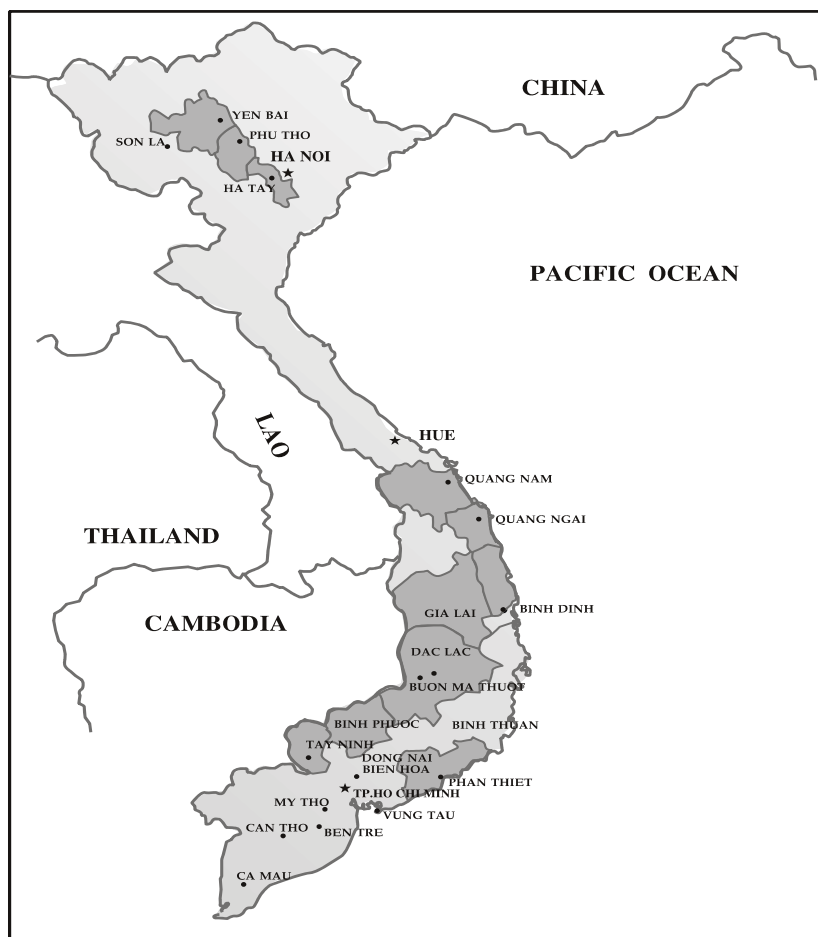 CHINA
YEN BAI
PHU THO
SON LA
HA NOI
HA TAY
PACIFIC OCEAN
LAO
HUE
QUANG NAM
QUANG NGAI
THAILAND
BINH DINH
GIA LAI
CAMBODIA
DAC LAC
BUON MA THUOT
BINH PHUOC
BINH THUAN
TAY NINH
DONG NAI
BIEN HOA
PHAN THIET
TP.HO CHI MINH
MY THO
VUNG TAU
CAN THO
BEN TRE
CA MAU